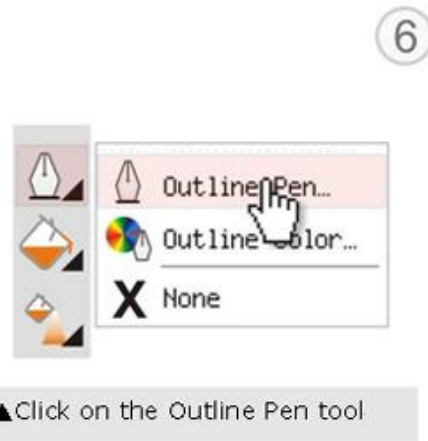 6
Outline Pen…
Outline Color…
X None
▲Click on the Outline Pen tool